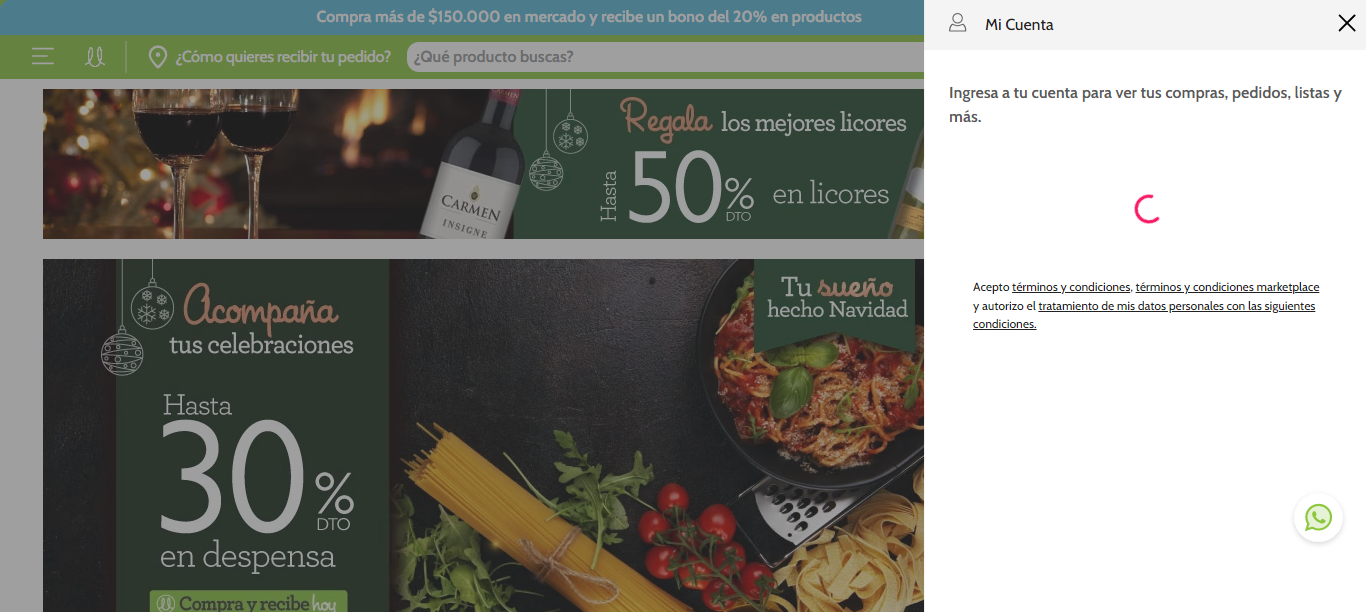 Compra más de $150.000 en mercado y recibe un bono del 20% en productos
¿Cómo quieres recibir tu pedido?
¿Qué producto buscas?
Mi Cuenta
Ingresa a tu cuenta para ver tus compras, pedidos, listas y
más.
Acepto términos y condiciones, términos y condiciones marketplace
y autorizo el tratamiento de mis datos personales con las siguientes
condiciones.
CARMEN
INSIGNE
Regala los mejores licores
Hasta 50% DTO en licores
Acompaña
tus celebraciones
Hasta
30%
DTO
en despensa
Compra y recibe hoy
Tu sueño
hecho Navidad